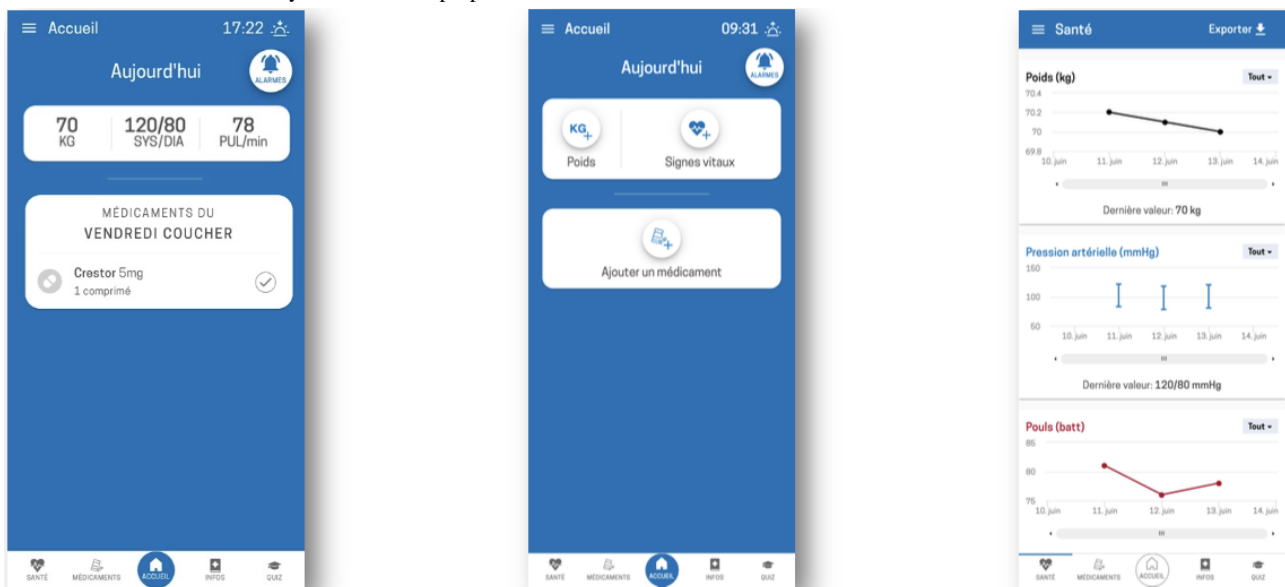 Accueil 17:22
Aujourd'hui
ALARMES
70 120/80 78
KG SYS/DIA PUL/min
MÉDICAMENTS DU
VENDREDI COUCHER
Crestor 5mg
1 comprimé
SANTÉ MÉDICAMENTS ACCUEIL INFOS QUIZ
Accueil 09:31
Aujourd'hui
ALARMES
KG
Poids Signes vitaux
Ajouter un médicament
SANTÉ MÉDICAMENTS ACCUEIL INFOS QUIZ
Santé Exporter
Poids (kg) Tout
70.4
70.2
70
69.8
10. juin 11. juin 12. juin 13. juin 14. juin
Dernière valeur: 70 kg
Pression artérielle (mmHg) Tout
150
100
50
10. juin 11. juin 12. juin 13. juin 14. juin
Dernière valeur: 120/80 mmHg
Pouls (batt) Tout
85
80
75
10. juin 11. juin 12. juin 13. juin 14. juin
SANTÉ MÉDICAMENTS ACCUEIL INFOS QUIZ